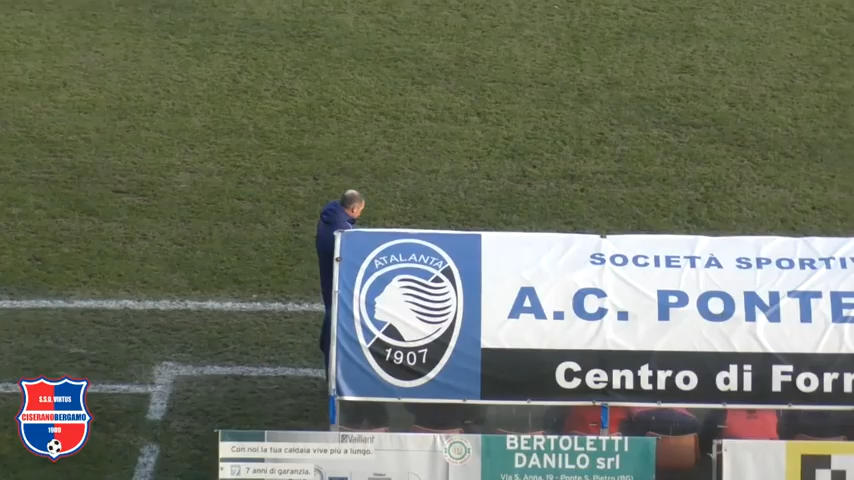 ATALANTA
1907
SOCIETÀ SPORTIV
A.C. PONTE
Centro di For
S.S.D. VIRTUS
CISERANOBERGAMO
1909
Con noi la tua caldaia vive più a lungo.
Vaillant
7 anni di garanzia.
BERTOLETTI
DANILO srl
Via S. Anna, 19 - Ponte S. Pietro (BG)